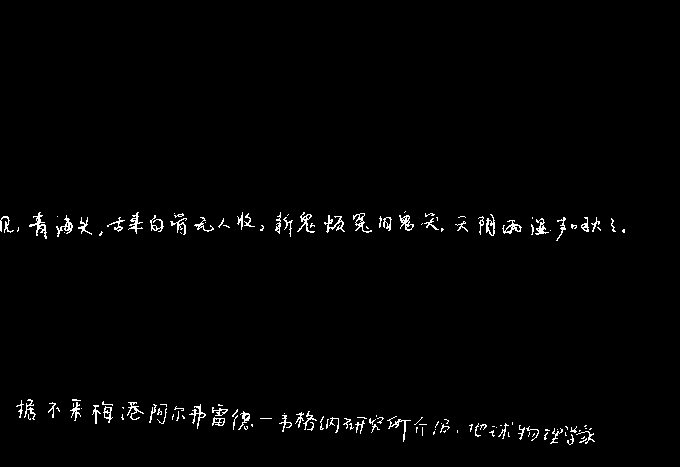 见,青海头,古来白骨无人收。新鬼烦冤旧鬼哭,天阴雨湿声啾之。
据不来梅港阿尔弗雷德一韦格纳研究所介伤,地球物理学家